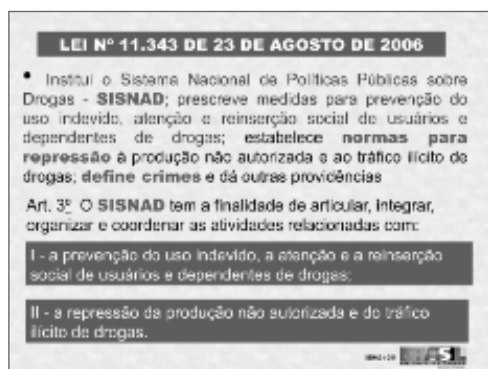 LEI Nº 11.343 DE 23 DE AGOSTO DE 2006
• Institui o Sistema Nacional de Políticas Públicas sobre
Drogas - SISNAD; prescreve medidas para prevenção do
uso indevido, atenção e reinserção social de usuários e
dependentes de drogas; estabelece normas para
repressão à produção não autorizada e ao tráfico ilícito de
drogas; define crimes e dá outras providências
Art. 3º O SISNAD tem a finalidade de articular, integrar,
organizar e coordenar as atividades relacionadas com:
I - a prevenção do uso indevido, a atenção e a reinserção
social de usuários e dependentes de drogas;
II - a repressão da produção não autorizada e do tráfico
ilícito de drogas.